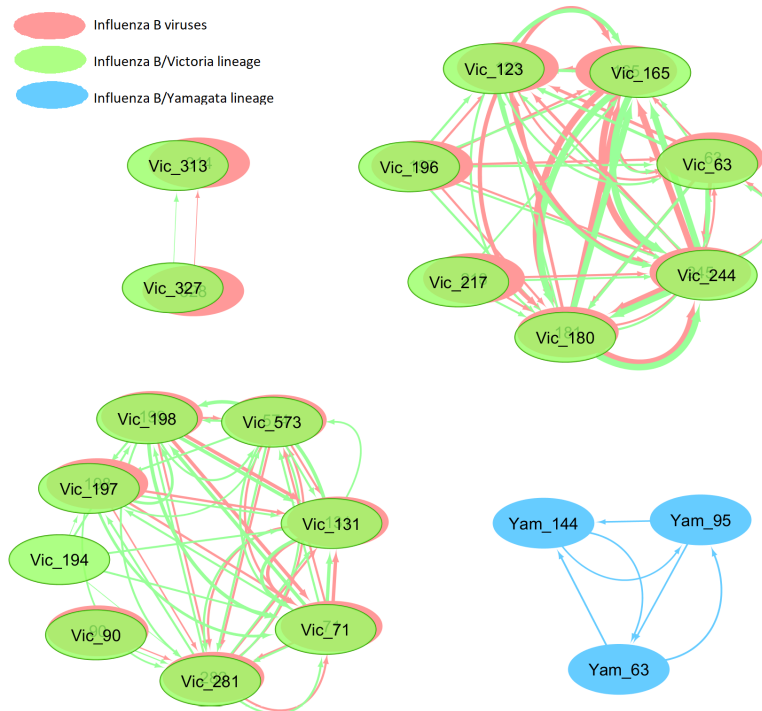 Influenza B viruses
Influenza B/Victoria lineage
Influenza B/Yamagata lineage
Vic_123
Vic_165
Vic_313
Vic_196
Vic_63
Vic_327
Vic_217
Vic_244
Vic_180
Vic_198
Vic_573
Vic_197
Vic_131
Yam_144
Yam_95
Vic_194
Vic_90
Vic_71
Vic_281
Yam_63